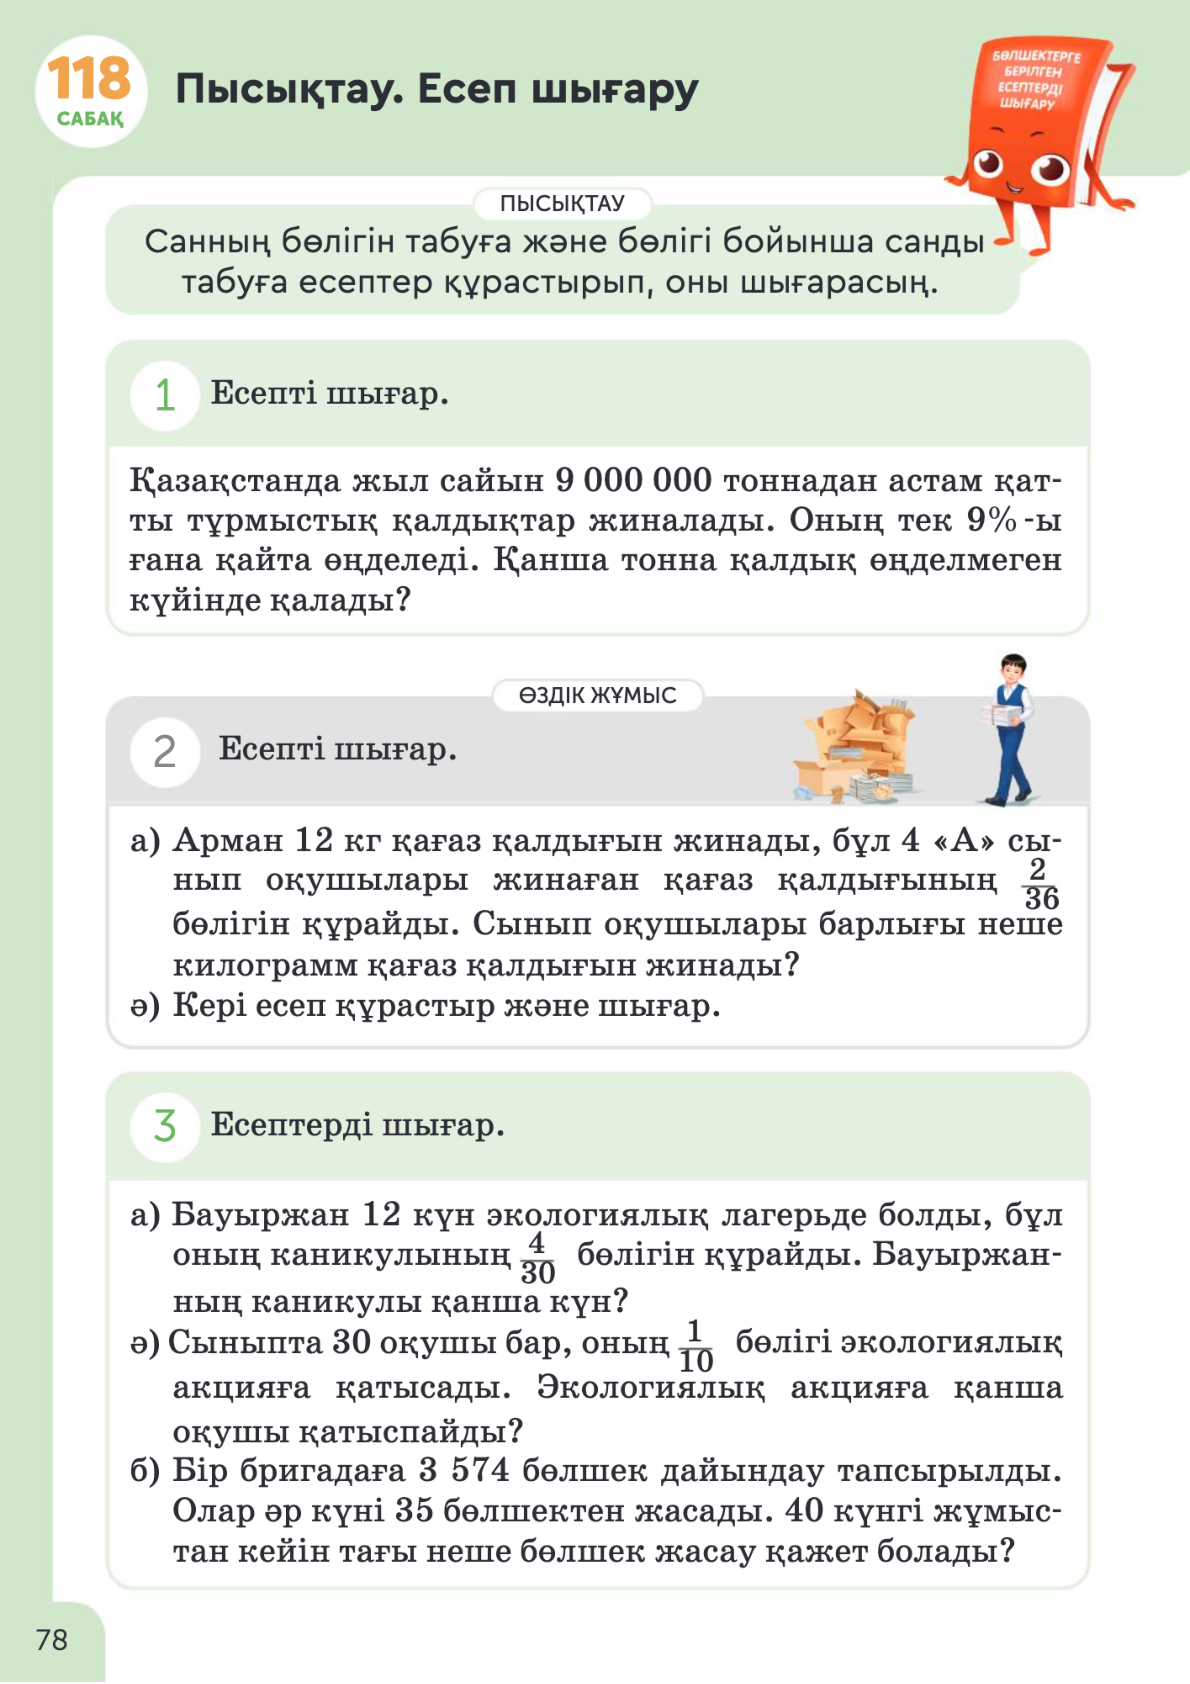 118
САБАҚ
Пысықтау. Есеп шығару
БӨЛШЕКТЕРГЕ
БЕРІЛГЕН
ЕСЕПТЕРДІ
ШЫҒАРУ
ПЫСЫҚТАУ
Санның бөлігін табуға және бөлігі бойынша санды
табуға есептер құрастырып, оны шығарасың.
1 Есепті шығар.
Қазақстанда жыл сайын 9 000 000 тоннадан астам қат-
ты тұрмыстық қалдықтар жиналады. Оның тек 9%-ы
ғана қайта өңделеді. Қанша тонна қалдық өңделмеген
күйінде қалады?
ӨЗДІК ЖҰМЫС
2 Есепті шығар.
а) Арман 12 кг қағаз қалдығын жинады, бұл 4 «А» сы-
нып оқушылары жинаған қағаз қалдығының 2/36
бөлігін құрайды. Сынып оқушылары барлығы неше
килограмм қағаз қалдығын жинады?
ә) Кері есеп құрастыр және шығар.
3 Есептерді шығар.
а) Бауыржан 12 күн экологиялық лагерьде болды, бұл
оның каникулының 4/30 бөлігін құрайды. Бауыржан-
ның каникулы қанша күн?
ә) Сыныпта 30 оқушы бар, оның 1/10 бөлігі экологиялық
акцияға қатысады. Экологиялық акцияға қанша
оқушы қатыспайды?
б) Бір бригадаға 3 574 бөлшек дайындау тапсырылды.
Олар әр күні 35 бөлшектен жасады. 40 күнгі жұмыс-
тан кейін тағы неше бөлшек жасау қажет болады?
78